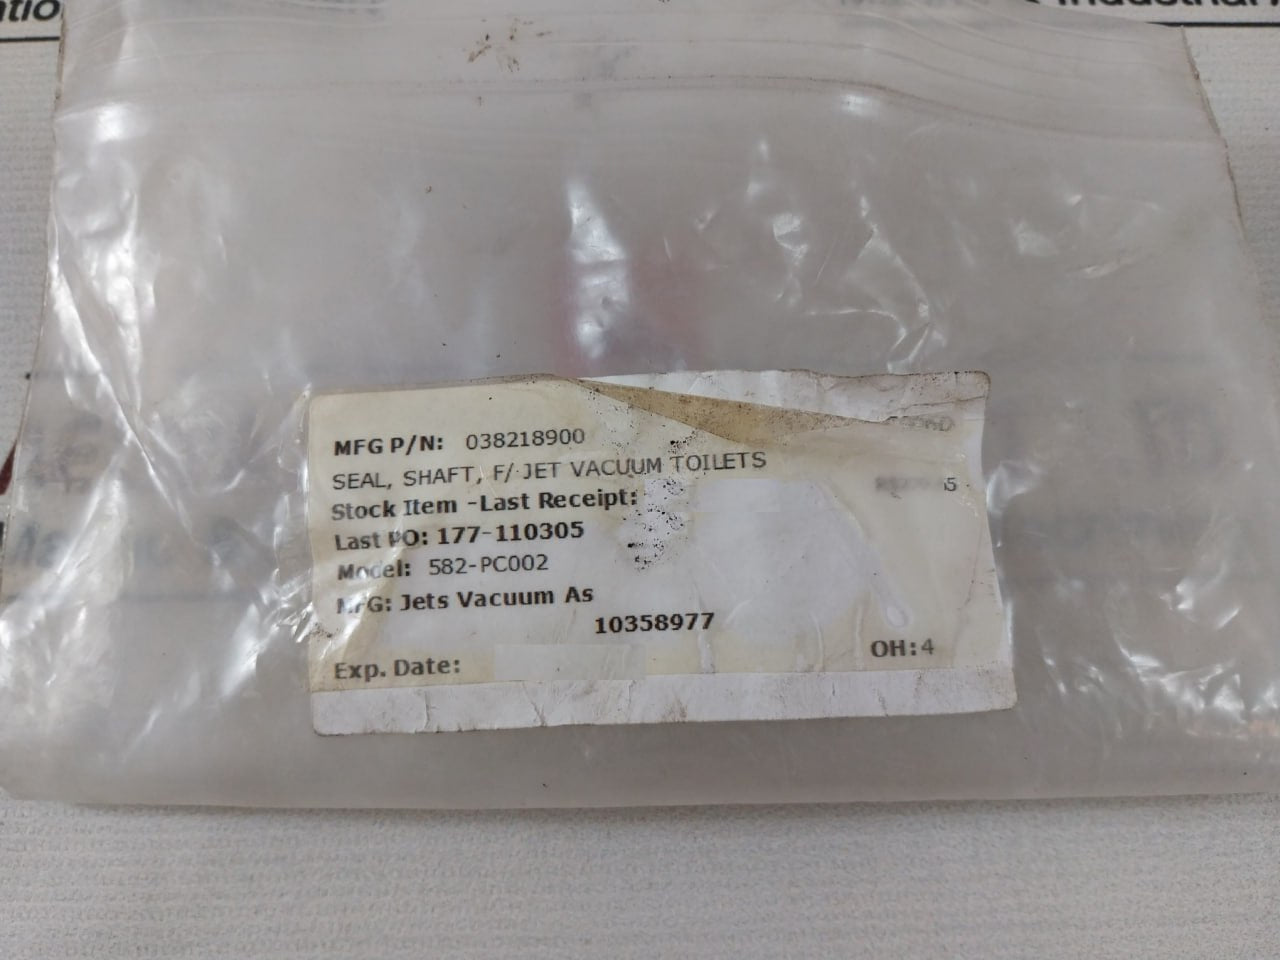 MFG P/N: 038218900
SEAL, SHAFT, F/ JET VACUUM TOILETS
Stock Item -Last Receipt:
Last PO: 177-110305
Model: 582-PC002
MFG: Jets Vacuum As
10358977
OH:4
Exp. Date: